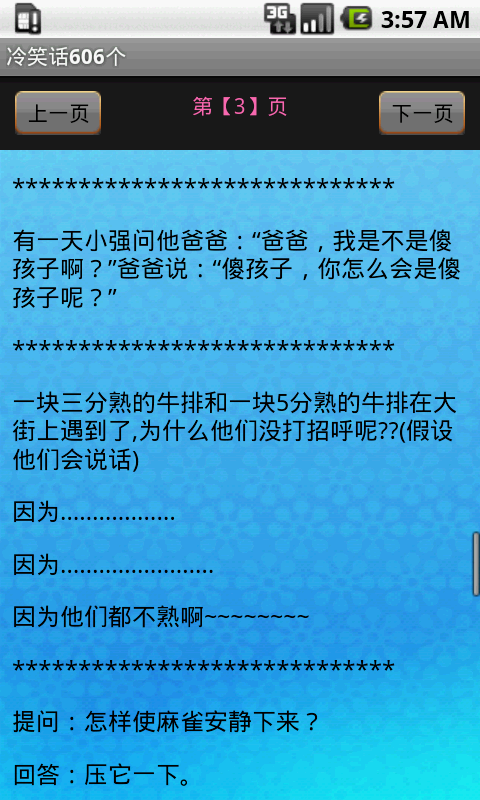 3G
3:57 AM
冷笑话606个
上一页
第【3】页
下一页
*****************************
有一天小强问他爸爸：“爸爸，我是不是傻
孩子啊？”爸爸说：“傻孩子，你怎么会是傻
孩子呢？”
*****************************
一块三分熟的牛排和一块5分熟的牛排在大
街上遇到了,为什么他们没打招呼呢??(假设
他们会说话)
因为..................
因为........................
因为他们都不熟啊~~~~~~~~
*****************************
提问：怎样使麻雀安静下来？
回答：压它一下。